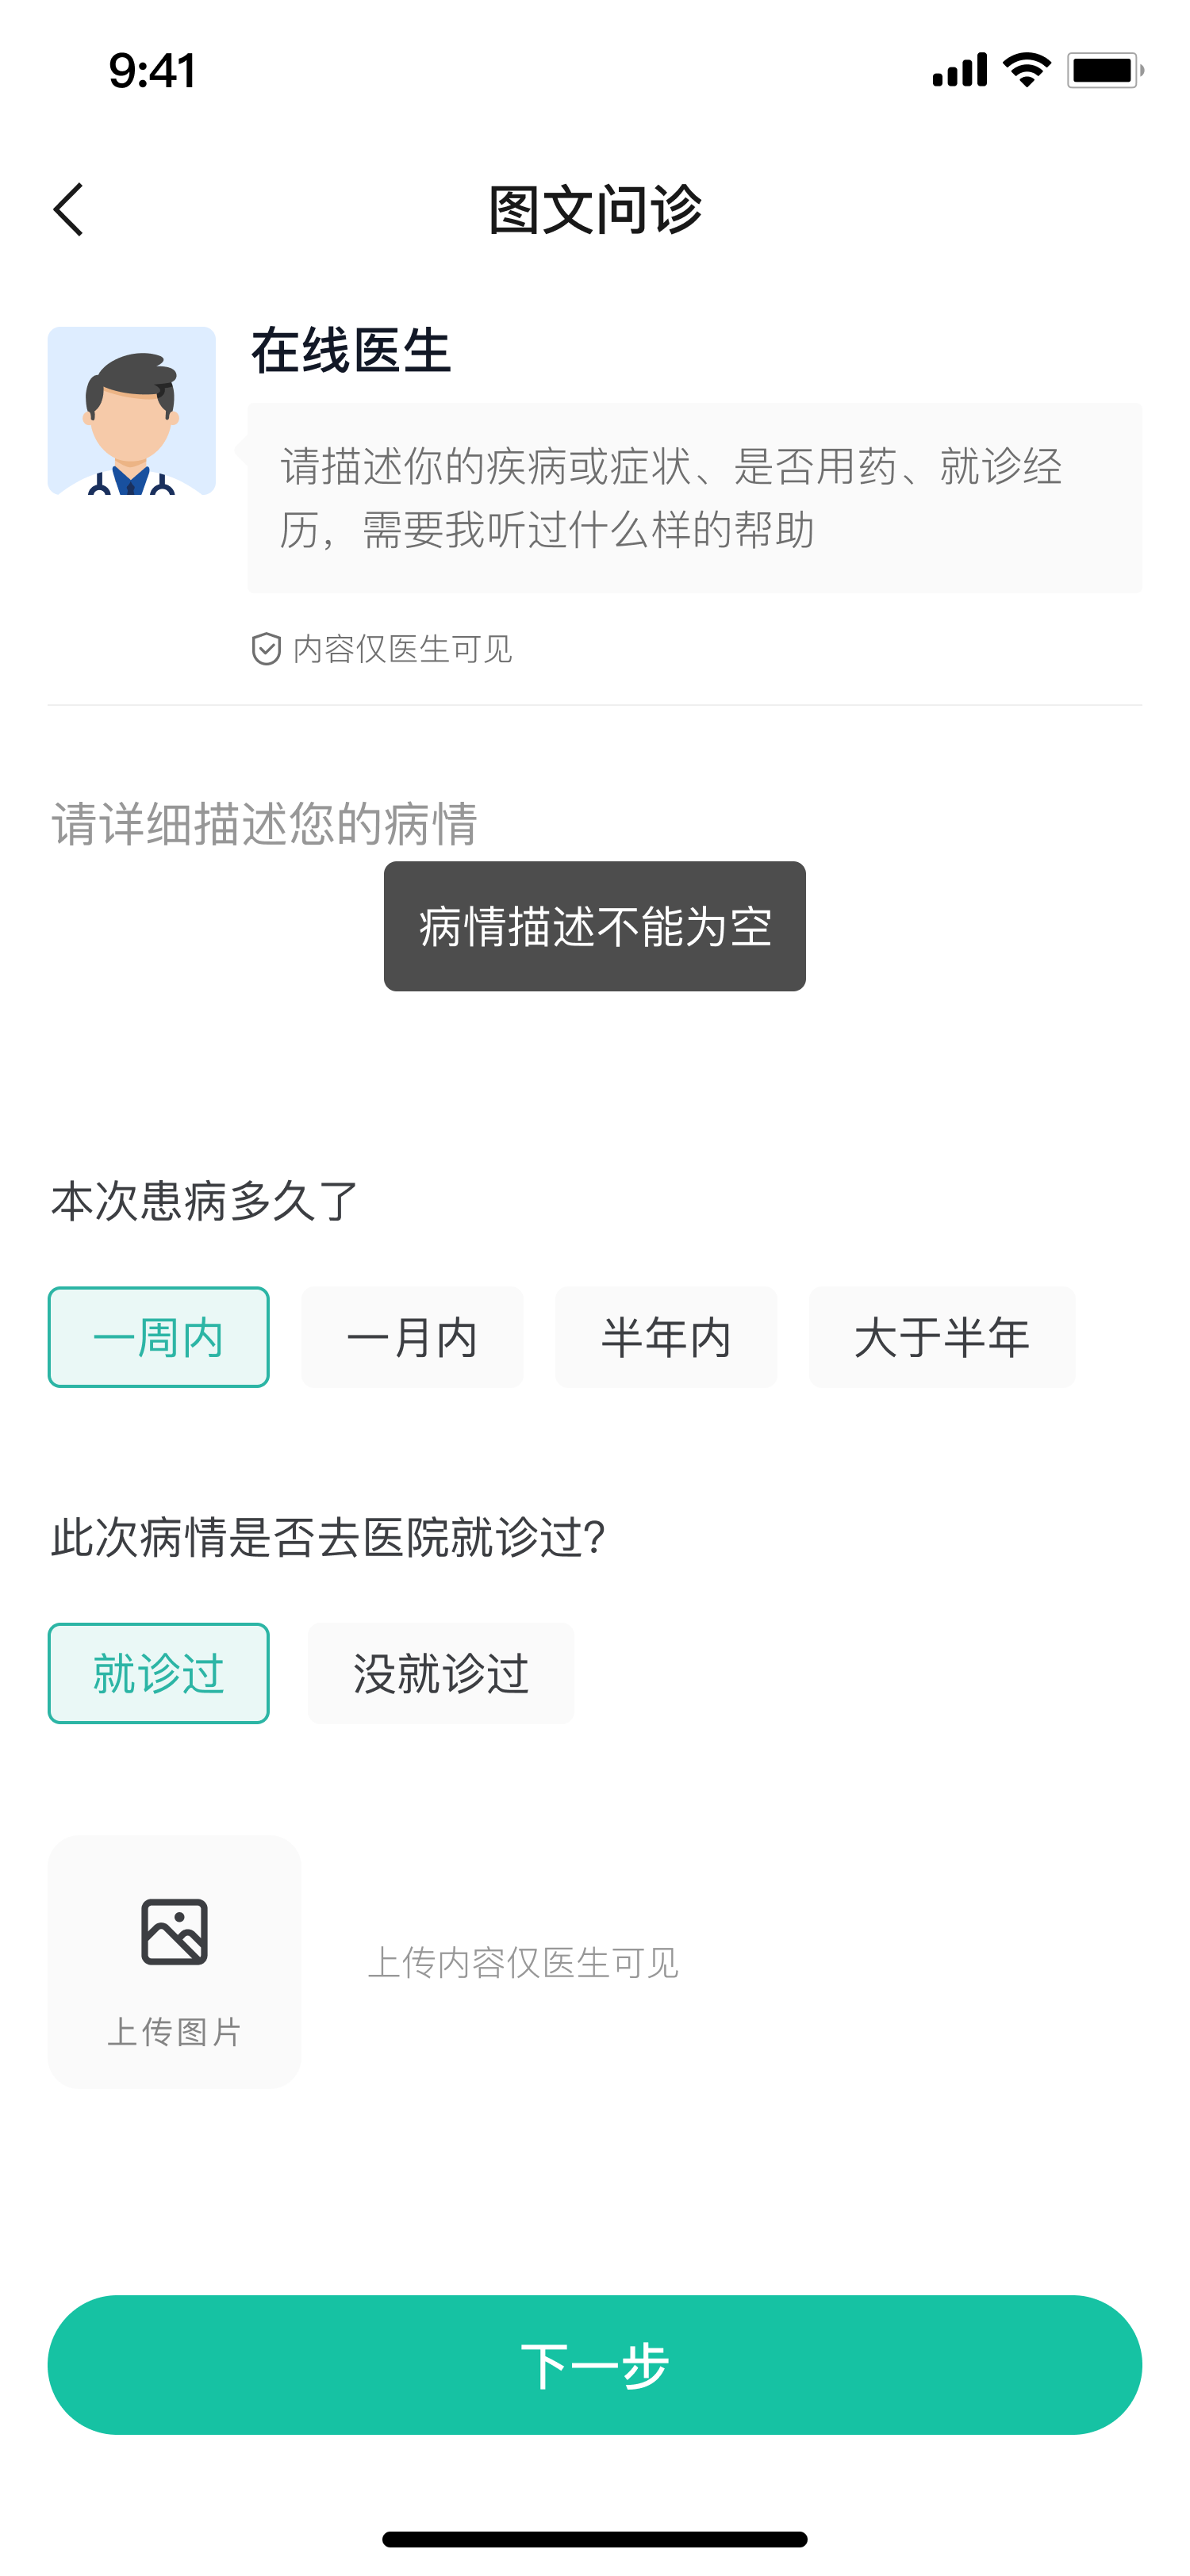 9:41
图文问诊
在线医生
请描述你的疾病或症状、是否用药、就诊经
历，需要我听过什么样的帮助
内容仅医生可见
请详细描述您的病情
病情描述不能为空
本次患病多久了
一周内 一月内 半年内 大于半年
此次病情是否去医院就诊过?
就诊过 没就诊过
上传内容仅医生可见
上传图片
下一步